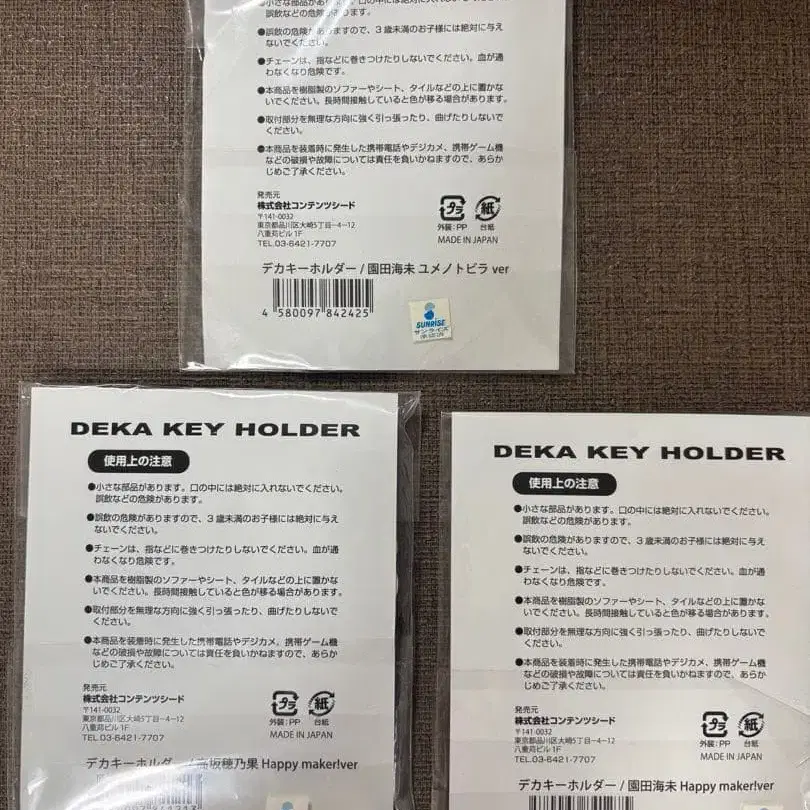 ●小さな部品があります。口の中には絶対に入れないでください。
誤飲などの危険があります。
●誤飲の危険がありますので、3歳未満のお子様には絶対に与え
ないでください。
●チェーンは、指などに巻きつけたりしないでください。血が通
わなくなり危険です。
●本商品を樹脂製のソファーやシート、タイルなどの上に置かな
いでください。長時間接触していると色が移る場合があります。
●取付部分を無理な方向に強く引っ張ったり、曲げたりしないで
ください。
●本商品を装着時に発生した携帯電話やデジカメ、携帯ゲーム機
などの破損や故障については責任を負いかねますので、あらか
じめご了承ください。
発売元
株式会社コンテンツシード
〒141-0032
東京都品川区大崎5丁目-4-12
八重苅ビル 1F
TEL.03-6421-7707
プラ 紙
外装:PP 台紙
MADE IN JAPAN
デカキーホルダー / 園田海未 ユメノトビラ ver
4 580097 842425
SUNRISE
サンライズ
DEKA KEY HOLDER
使用上の注意
●小さな部品があります。口の中には絶対に入れないでください。
誤飲などの危険があります。
●誤飲の危険がありますので、3歳未満のお子様には絶対に与え
ないでください。
●チェーンは、指などに巻きつけたりしないでください。血が通
わなくなり危険です。
●本商品を樹脂製のソファーやシート、タイルなどの上に置かな
いでください。長時間接触していると色が移る場合があります。
●取付部分を無理な方向に強く引っ張ったり、曲げたりしないで
ください。
●本商品を装着時に発生した携帯電話やデジカメ、携帯ゲーム機
などの破損や故障については責任を負いかねますので、あらか
じめご了承ください。
発売元
株式会社コンテンツシード
〒141-0032
東京都品川区大崎5丁目-4-12
八重苅ビル 1F
TEL.03-6421-7707
プラ 紙
外装:PP 台紙
MADE IN JAPAN
デカキーホルダー / 高坂穂乃果 Happy maker!ver
DEKA KEY HOLDER
使用上の注意
●小さな部品があります。口の中には絶対に入れないでください。
誤飲などの危険があります。
●誤飲の危険がありますので、3歳未満のお子様には絶対に与え
ないでください。
●チェーンは、指などに巻きつけたりしないでください。血が通
わなくなり危険です。
●本商品を樹脂製のソファーやシート、タイルなどの上に置かな
いでください。長時間接触していると色が移る場合があります。
●取付部分を無理な方向に強く引っ張ったり、曲げたりしないで
ください。
●本商品を装着時に発生した携帯電話やデジカメ、携帯ゲーム機
などの破損や故障については責任を負いかねますので、あらか
じめご了承ください。
発売元
株式会社コンテンツシード
〒141-0032
東京都品川区大崎5丁目-4-12
八重苅ビル 1F
TEL.03-6421-7707
プラ 紙
外装:PP 台紙
MADE IN JAPAN
デカキーホルダー / 園田海未 Happy maker!ver